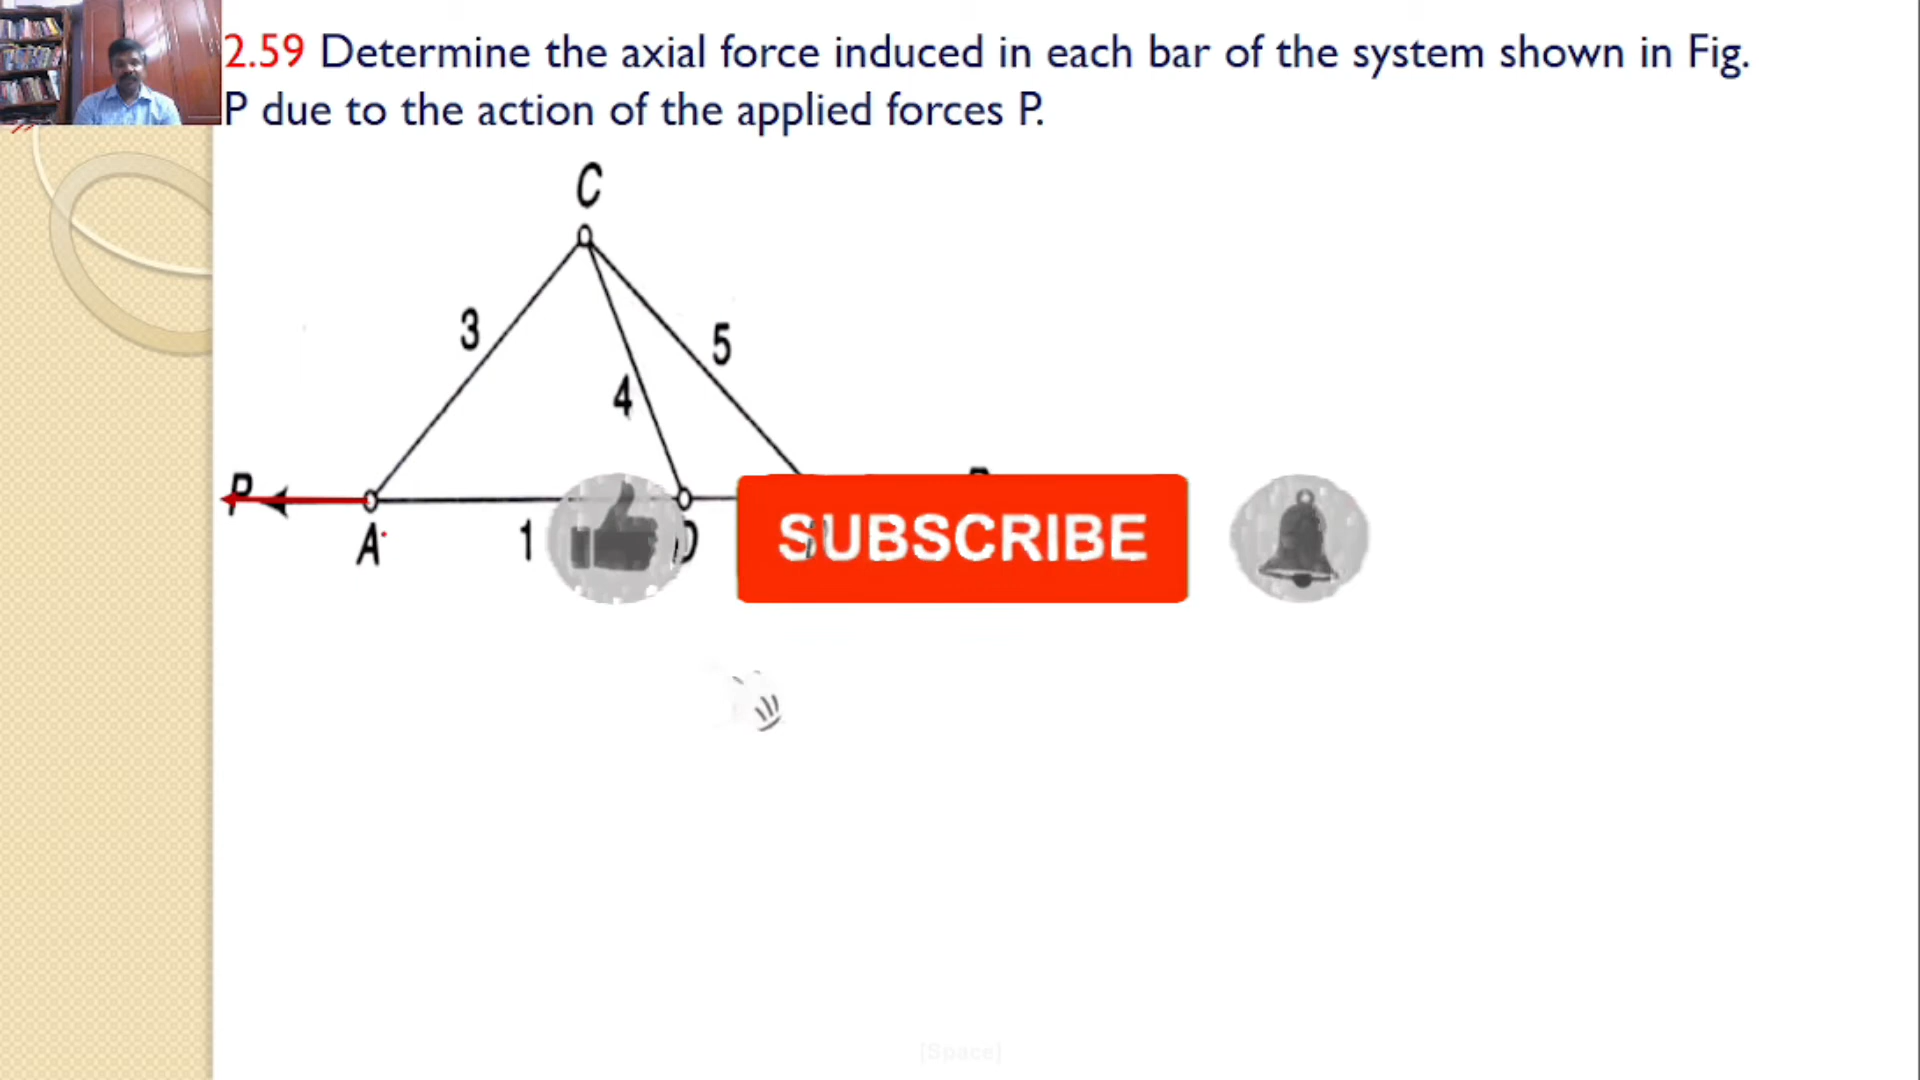 2.59 Determine the axial force induced in each bar of the system shown in Fig.
P due to the action of the applied forces P.
C
3
5
4
P
A
1
D
SUBSCRIBE
[Space]